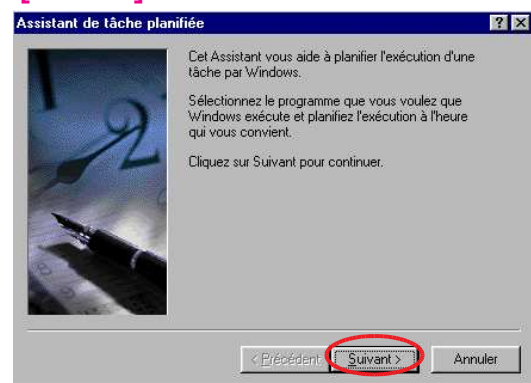 Assistant de tâche planifiée
Cet Assistant vous aide à planifier l'exécution d'une
tâche par Windows.
Sélectionnez le programme que vous voulez que
Windows exécute et planifiez l'exécution à l'heure
qui vous convient.
Cliquez sur Suivant pour continuer.
< Précédent
Suivant >
Annuler